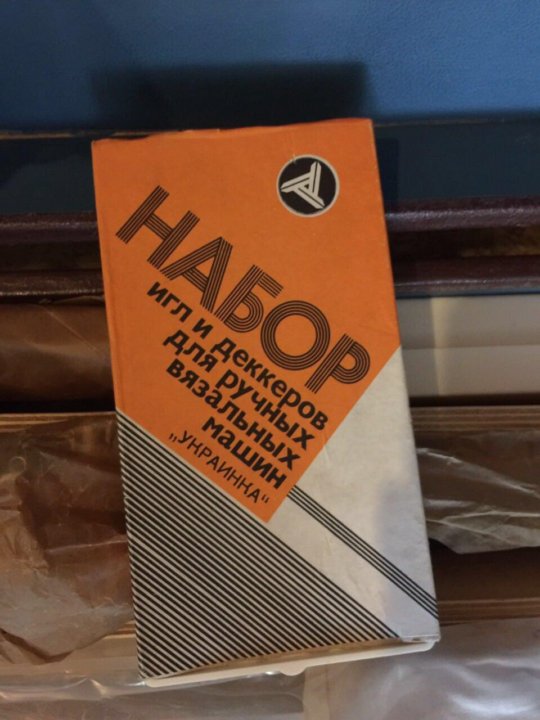 НАБОР
игл и деккеров
для ручных
вязальных
машин
„УКРАИНКА“